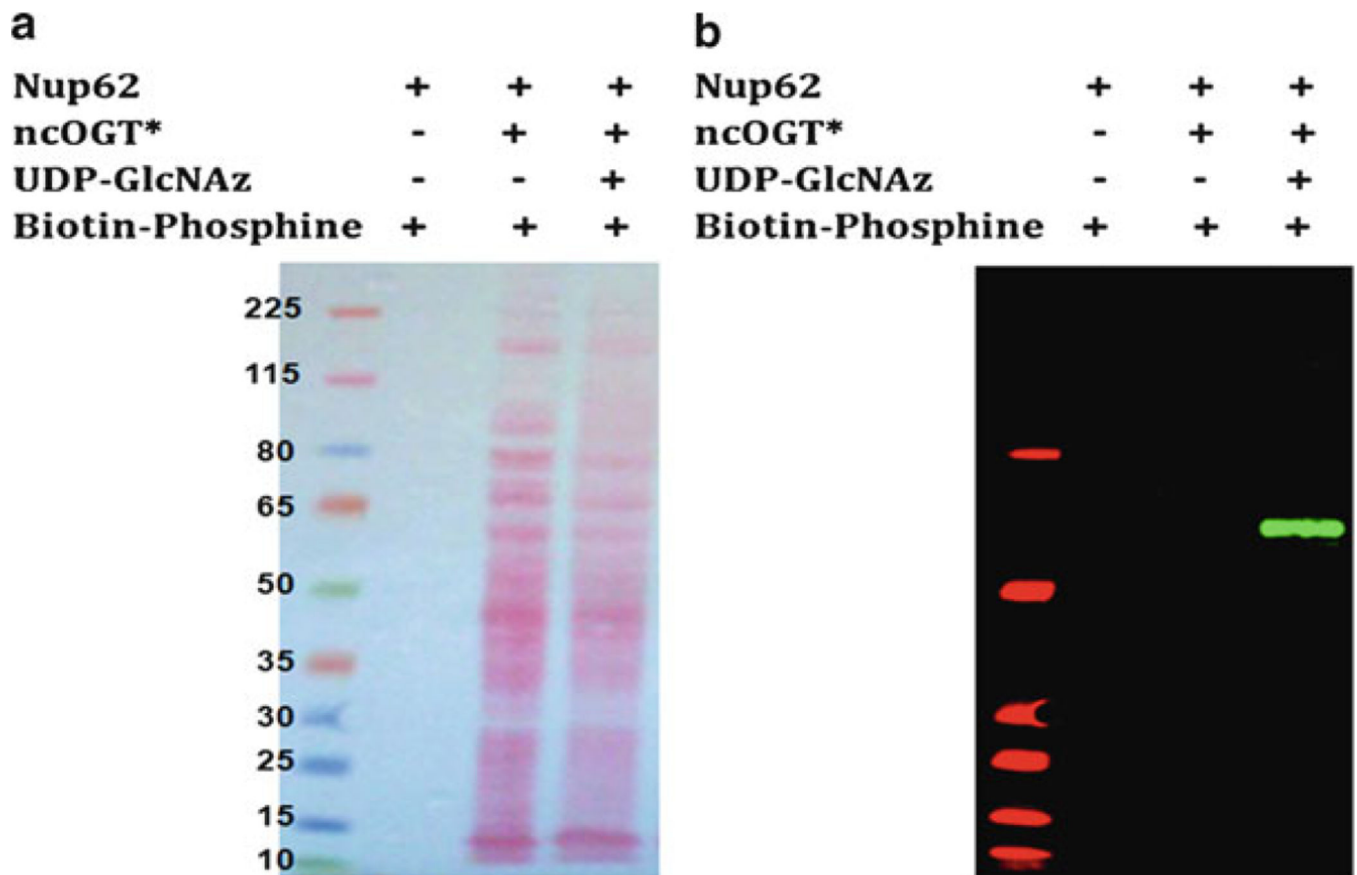 a
Nup62 + + +
ncOGT* - + +
UDP-GlcNAz - - +
Biotin-Phosphine + + +
225
115
80
65
50
35
30
25
15
10
b
Nup62 + + +
ncOGT* - + +
UDP-GlcNAz - - +
Biotin-Phosphine + + +